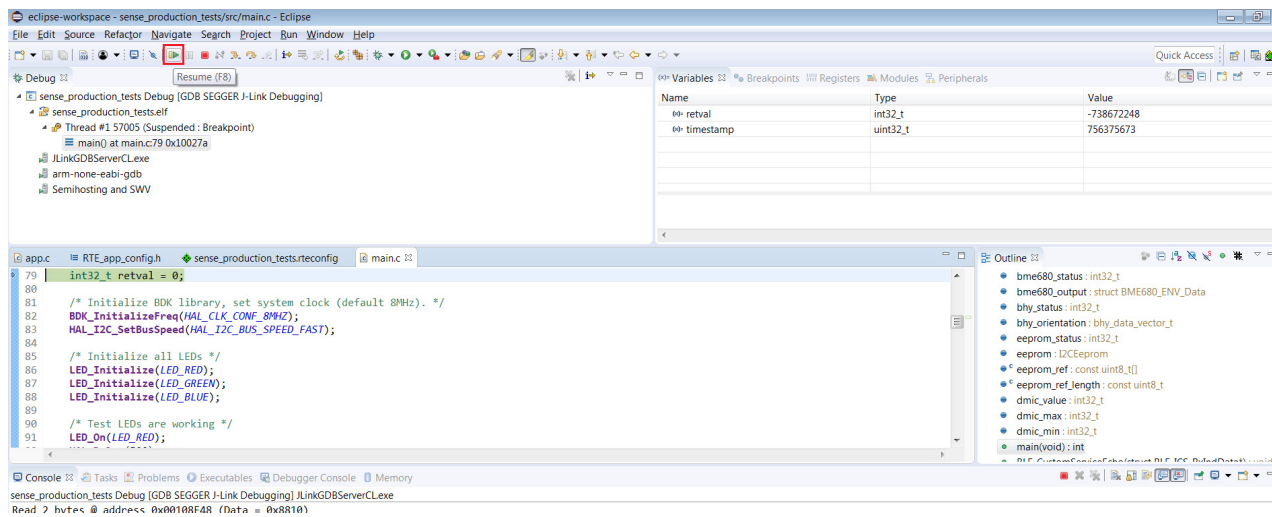 eclipse-workspace - sense_production_tests/src/main.c - Eclipse
File Edit Source Refactor Navigate Search Project Run Window Help
Quick Access
Debug
Resume (F8)
sense_production_tests Debug [GDB SEGGER J-Link Debugging]
sense_production_tests.elf
Thread #1 57005 (Suspended : Breakpoint)
main() at main.c:79 0x10027a
JLinkGDBServerCL.exe
arm-none-eabi-gdb
Semihosting and SWV
Variables Breakpoints Registers Modules Peripherals
Name Type Value
retval int32_t -738672248
timestamp uint32_t 756375673
app.c RTE_app_config.h sense_production_tests.rteconfig main.c
79 int32_t retval = 0;
80
81 /* Initialize BDK library, set system clock (default 8MHz). */
82 BDK_InitializeFreq(HAL_CLK_CONF_8MHZ);
83 HAL_I2C_SetBusSpeed(HAL_I2C_BUS_SPEED_FAST);
84
85 /* Initialize all LEDs */
86 LED_Initialize(LED_RED);
87 LED_Initialize(LED_GREEN);
88 LED_Initialize(LED_BLUE);
89
90 /* Test LEDs are working */
91 LED_On(LED_RED);
Outline
bme680_status : int32_t
bme680_output : struct BME680_ENV_Data
bhy_status : int32_t
bhy_orientation : bhy_data_vector_t
eeprom_status : int32_t
eeprom : I2CEeprom
eeprom_ref : const uint8_t[]
eeprom_ref_length : const uint8_t
dmic_value : int32_t
dmic_max : int32_t
dmic_min : int32_t
main(void) : int
Console Tasks Problems Executables Debugger Console Memory
sense_production_tests Debug [GDB SEGGER J-Link Debugging] JLinkGDBServerCL.exe
Read 2 bytes @ address 0x00108F48 (Data = 0x8810)